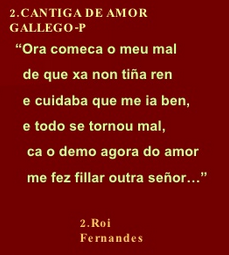 2.CANTIGA DE AMOR
GALLEGO-P
“Ora comeca o meu mal
de que xa non tiña ren
e cuidaba que me ia ben,
e todo se tornou mal,
ca o demo agora do amor
me fez fillar outra señor…”
2.Roi
Fernandes